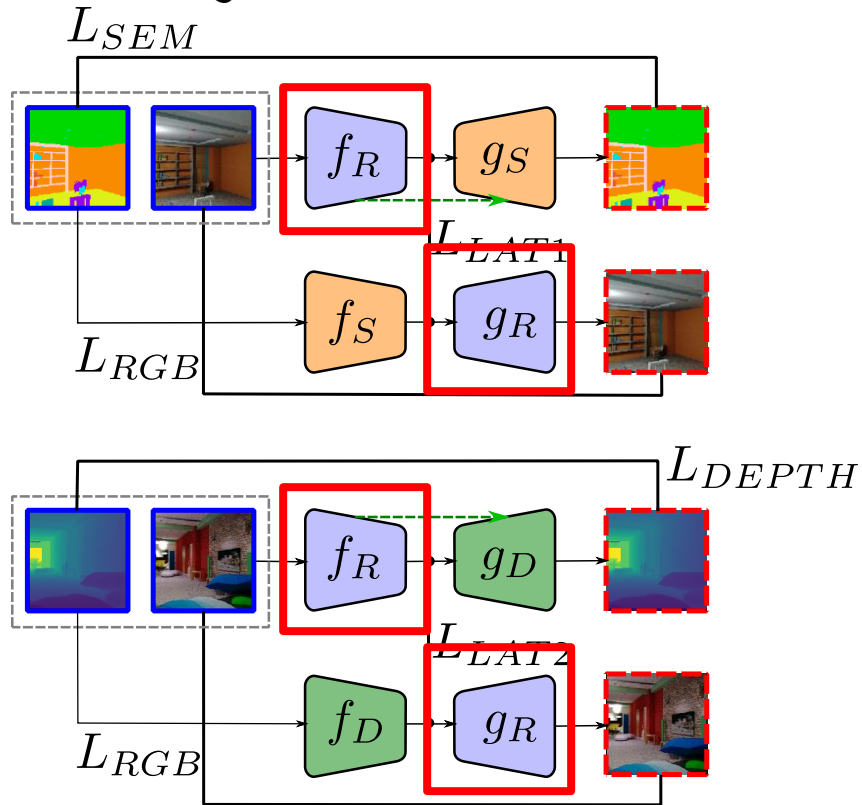 L_{SEM}
f_R
g_S
L_{LAT1}
f_S
g_R
L_{RGB}
L_{DEPTH}
f_R
g_D
L_{LAT2}
f_D
g_R
L_{RGB}